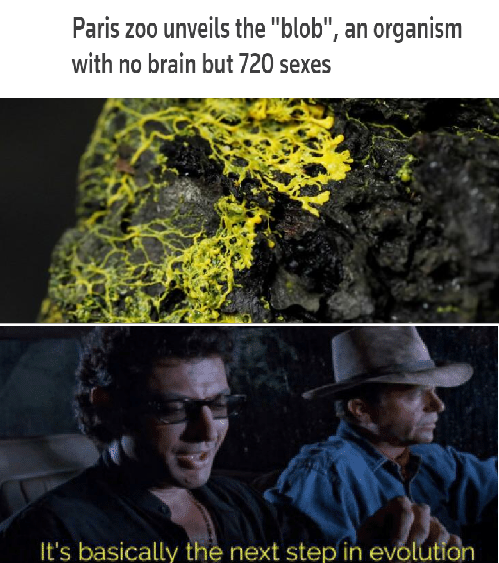 Paris zoo unveils the "blob", an organism
with no brain but 720 sexes
It's basically the next step in evolution